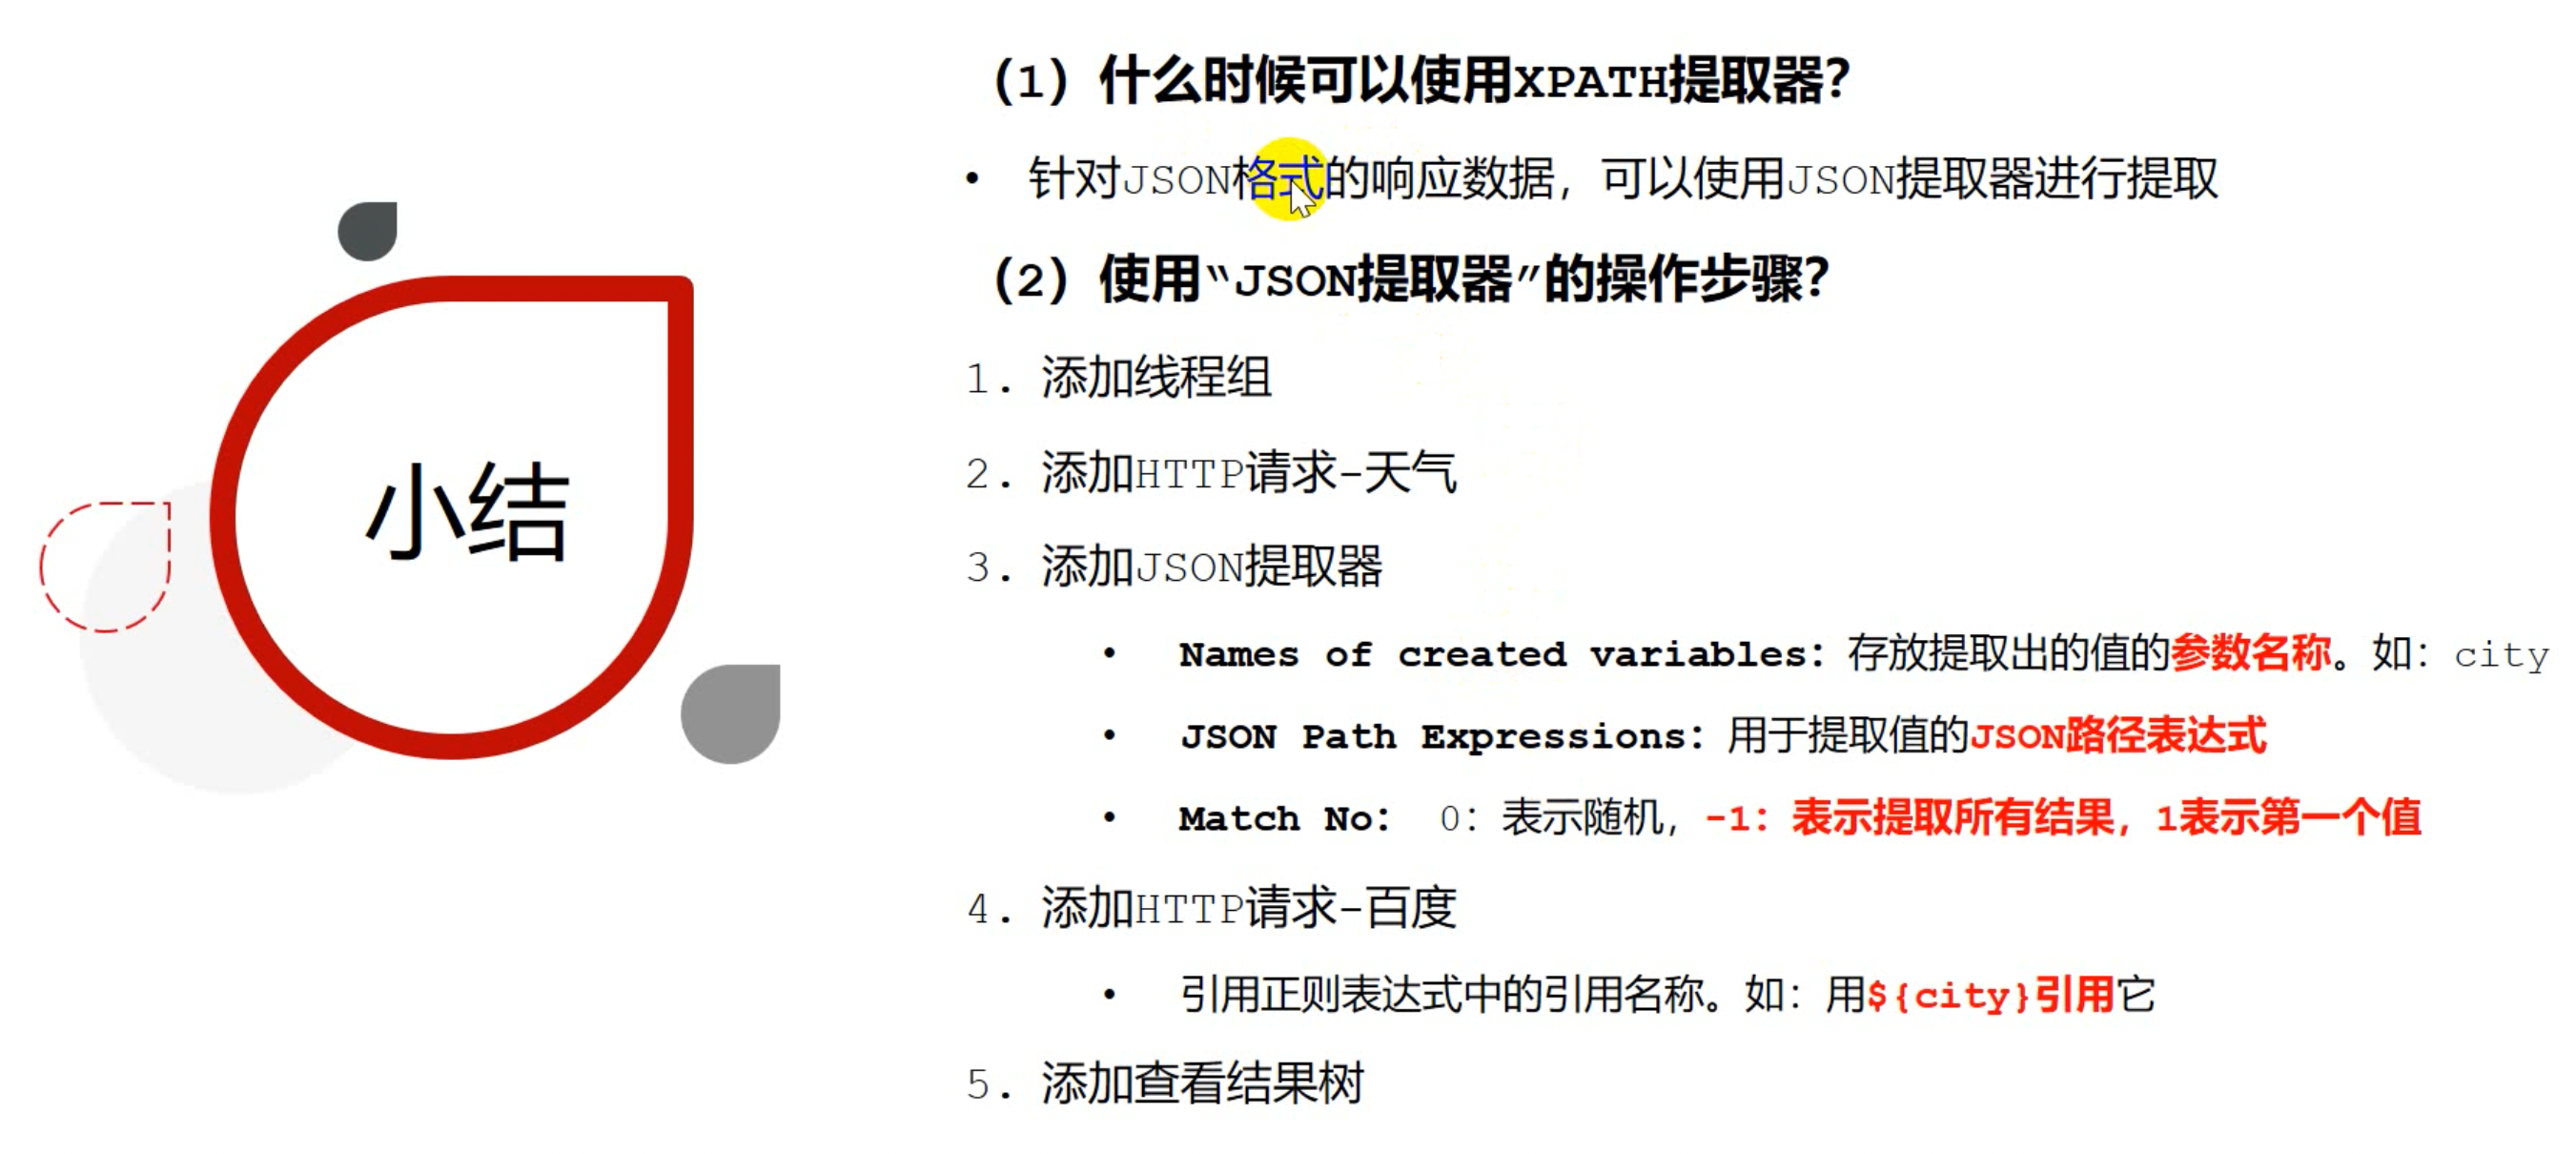 小结
（1）什么时候可以使用XPATH提取器？
• 针对JSON格式的响应数据，可以使用JSON提取器进行提取
（2）使用“JSON提取器”的操作步骤？
1. 添加线程组
2. 添加HTTP请求-天气
3. 添加JSON提取器
• Names of created variables：存放提取出的值的参数名称。如：city
• JSON Path Expressions：用于提取值的JSON路径表达式
• Match No： 0：表示随机，-1：表示提取所有结果，1表示第一个值
4. 添加HTTP请求-百度
• 引用正则表达式中的引用名称。如：用${city}引用它
5. 添加查看结果树